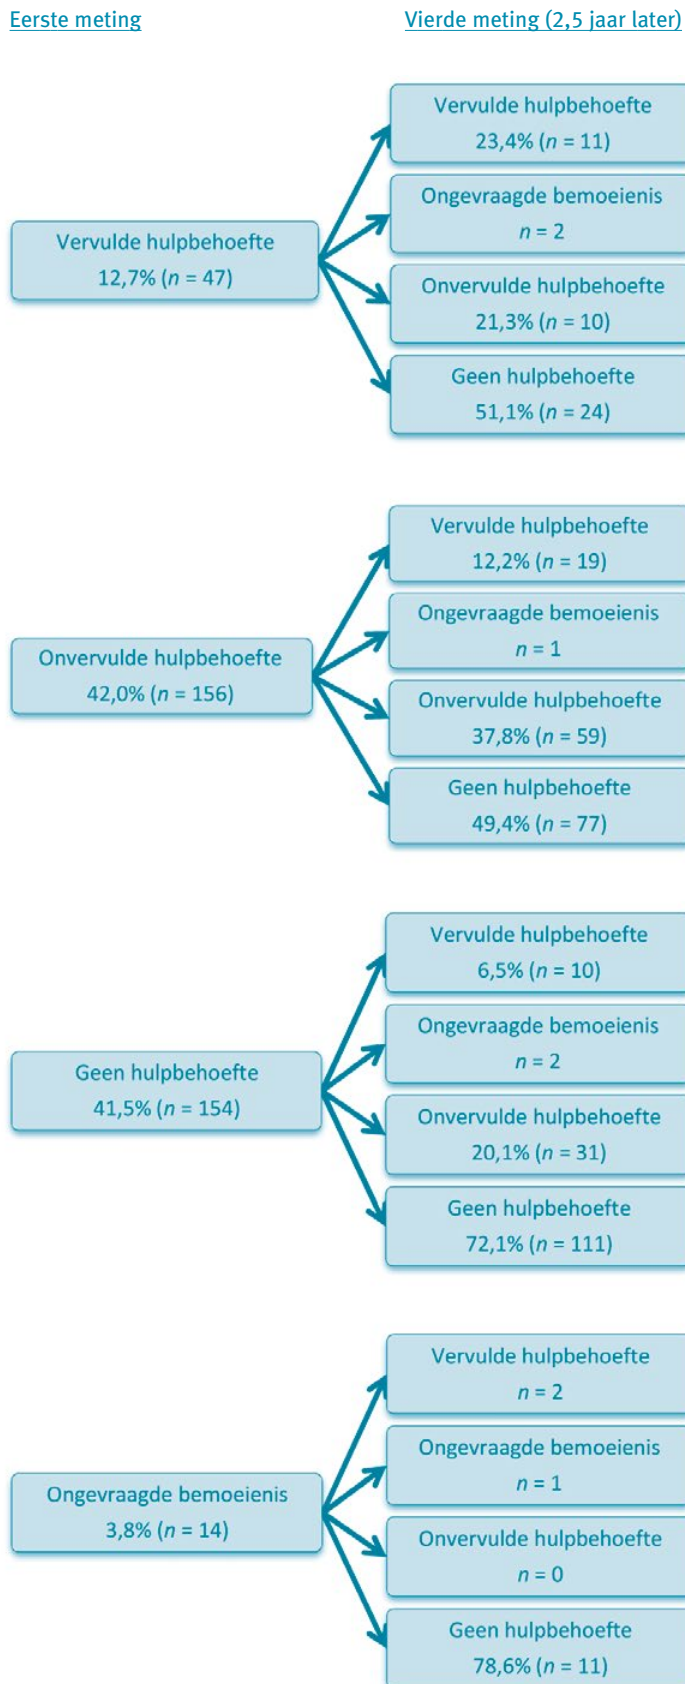 Eerste meting
Vierde meting (2,5 jaar later)
Vervulde hulpbehoefte
12,7% (n = 47)
Vervulde hulpbehoefte
23,4% (n = 11)
Ongevraagde bemoeienis
n = 2
Onvervulde hulpbehoefte
21,3% (n = 10)
Geen hulpbehoefte
51,1% (n = 24)
Onvervulde hulpbehoefte
42,0% (n = 156)
Vervulde hulpbehoefte
12,2% (n = 19)
Ongevraagde bemoeienis
n = 1
Onvervulde hulpbehoefte
37,8% (n = 59)
Geen hulpbehoefte
49,4% (n = 77)
Geen hulpbehoefte
41,5% (n = 154)
Vervulde hulpbehoefte
6,5% (n = 10)
Ongevraagde bemoeienis
n = 2
Onvervulde hulpbehoefte
20,1% (n = 31)
Geen hulpbehoefte
72,1% (n = 111)
Ongevraagde bemoeienis
3,8% (n = 14)
Vervulde hulpbehoefte
n = 2
Ongevraagde bemoeienis
n = 1
Onvervulde hulpbehoefte
n = 0
Geen hulpbehoefte
78,6% (n = 11)